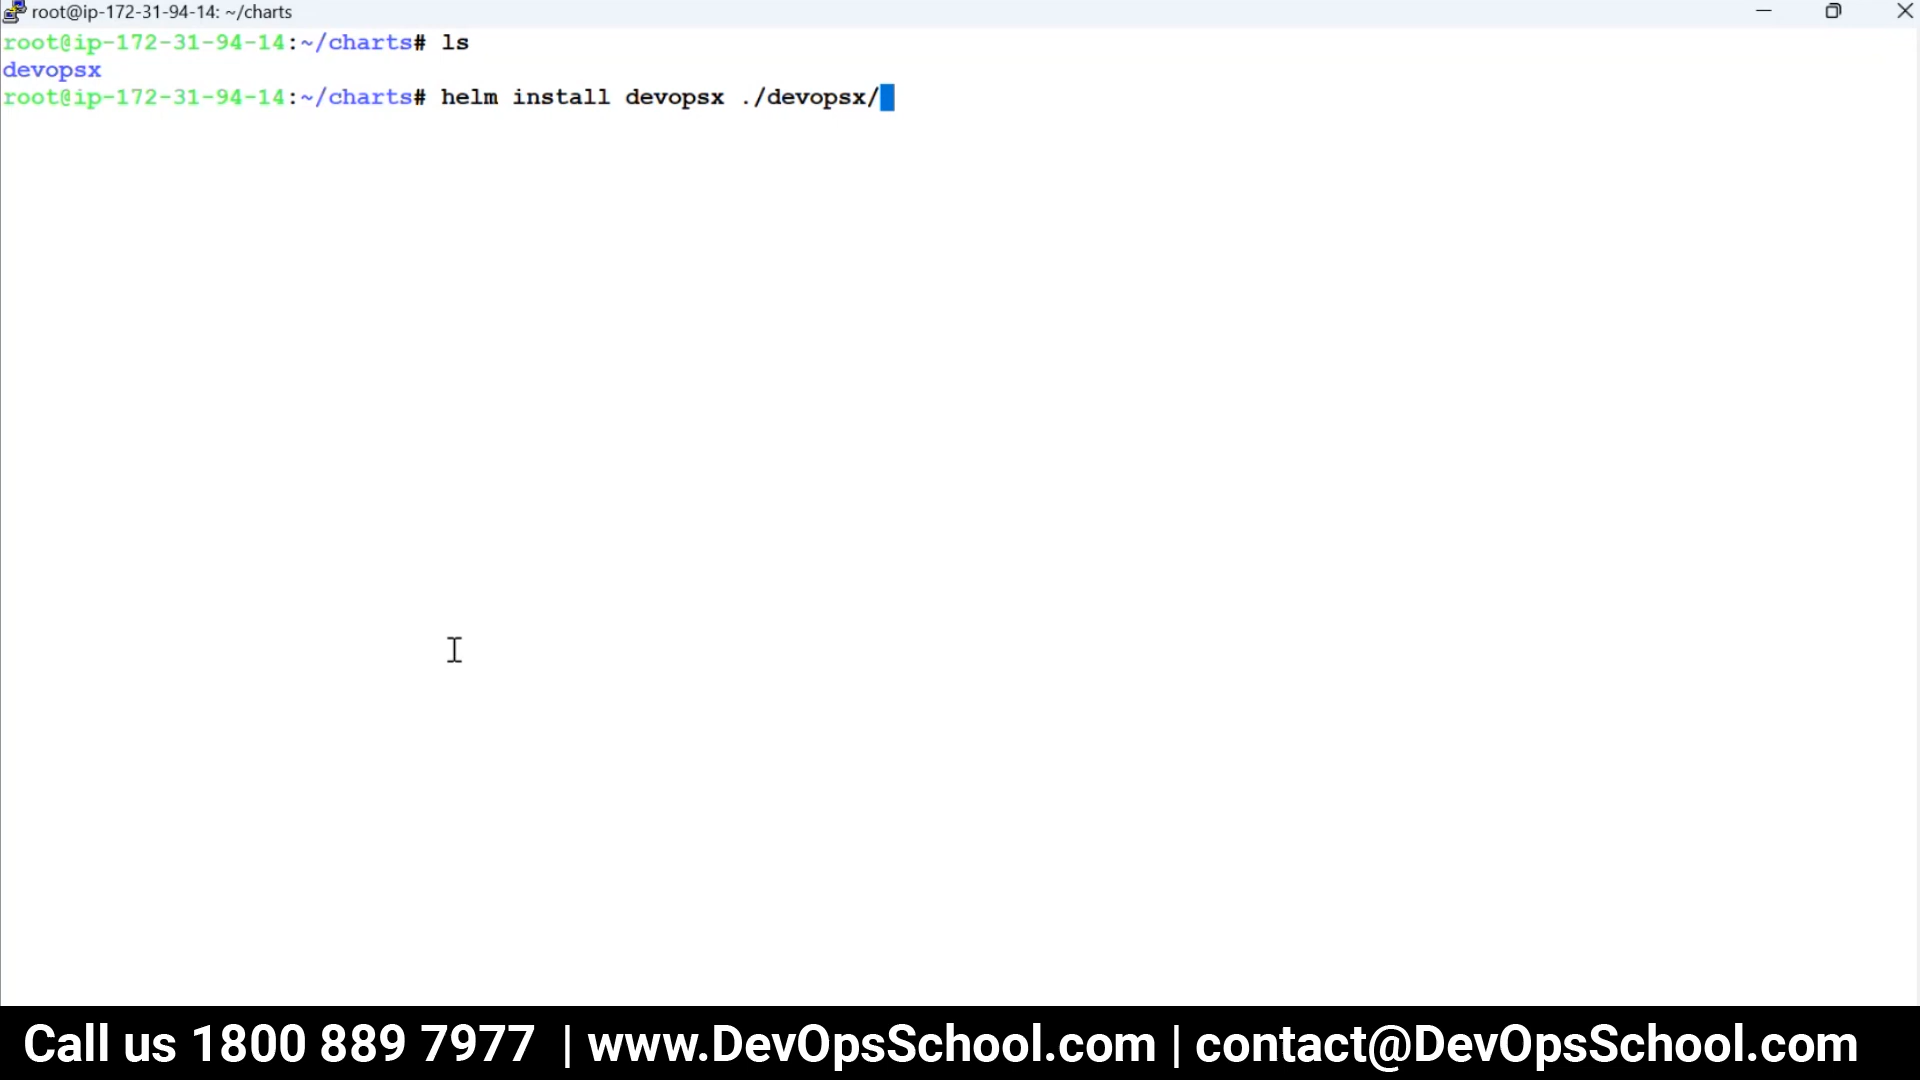 root@ip-172-31-94-14: ~/charts
root@ip-172-31-94-14:~/charts# ls
devopsx
root@ip-172-31-94-14:~/charts# helm install devopsx ./devopsx/
Call us 1800 889 7977 | www.DevOpsSchool.com | contact@DevOpsSchool.com